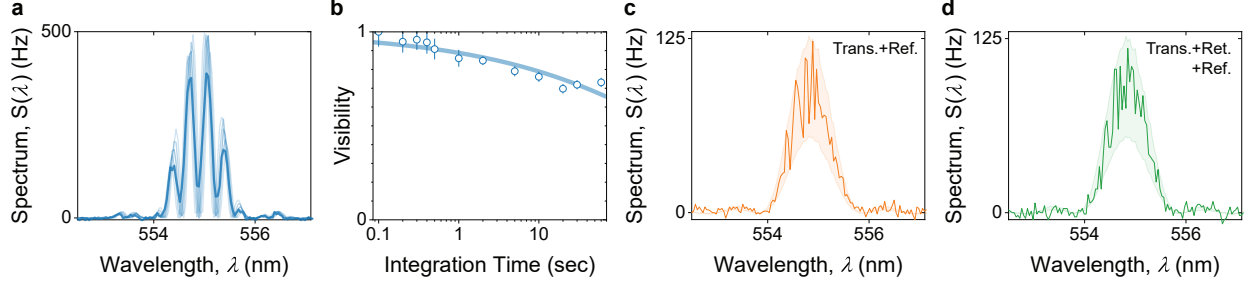 a
500
0
Spectrum, S(λ) (Hz)
554
556
Wavelength, λ (nm)
b
1
0
Visibility
0.1
1
10
Integration Time (sec)
c
125
0
Spectrum, S(λ) (Hz)
Trans.+Ref.
554
556
Wavelength, λ (nm)
d
125
0
Spectrum, S(λ) (Hz)
Trans.+Ret.
+Ref.
554
556
Wavelength, λ (nm)